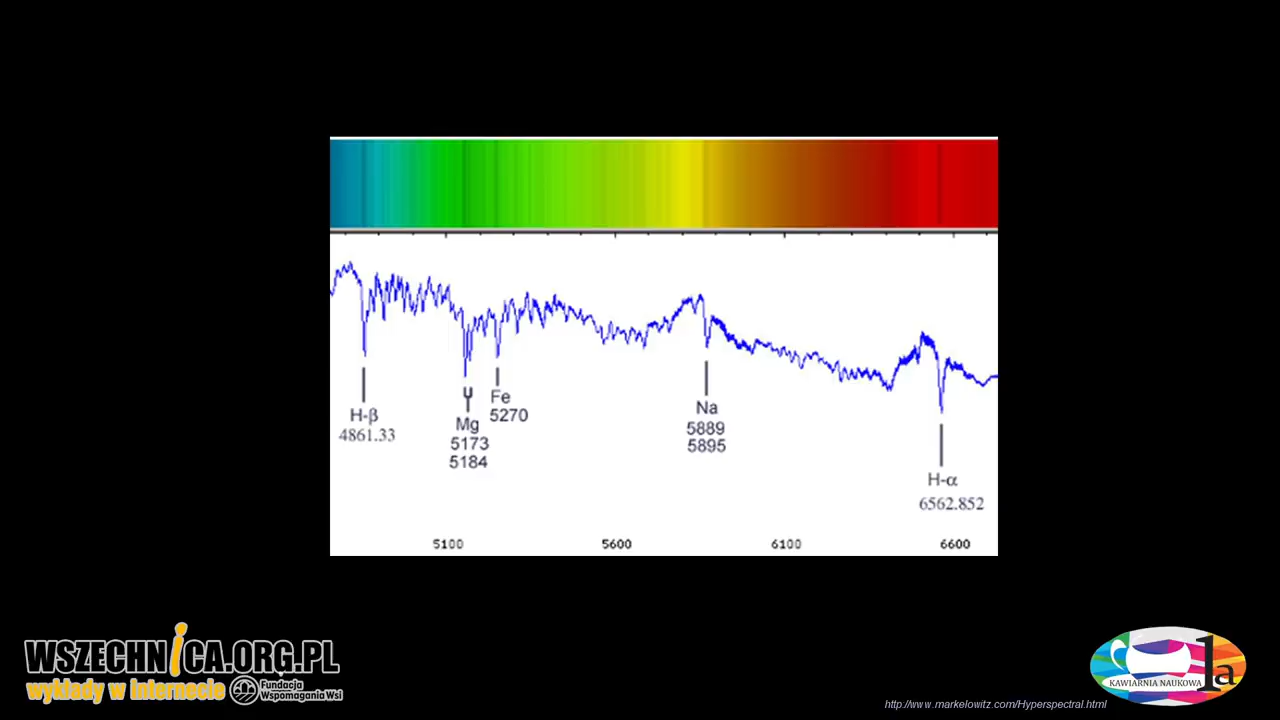 H-β
4861.33
Mg
5173
5184
Fe
5270
Na
5889
5895
H-α
6562.852
5100
5600
6100
6600
WSZECHNICA.ORG.PL
wykłady w internecie
Fundacja
Wspomagania Wsi
KAWIARNIA NAUKOWA
1a
http://www.markelowitz.com/Hyperspectral.html